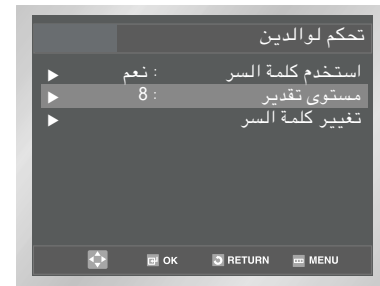 تحكم لوالدين
استخدم كلمة السر : نعم ▶
مستوى تقدير : 8 ▶
تغيير كلمة السر ▶
OK RETURN MENU